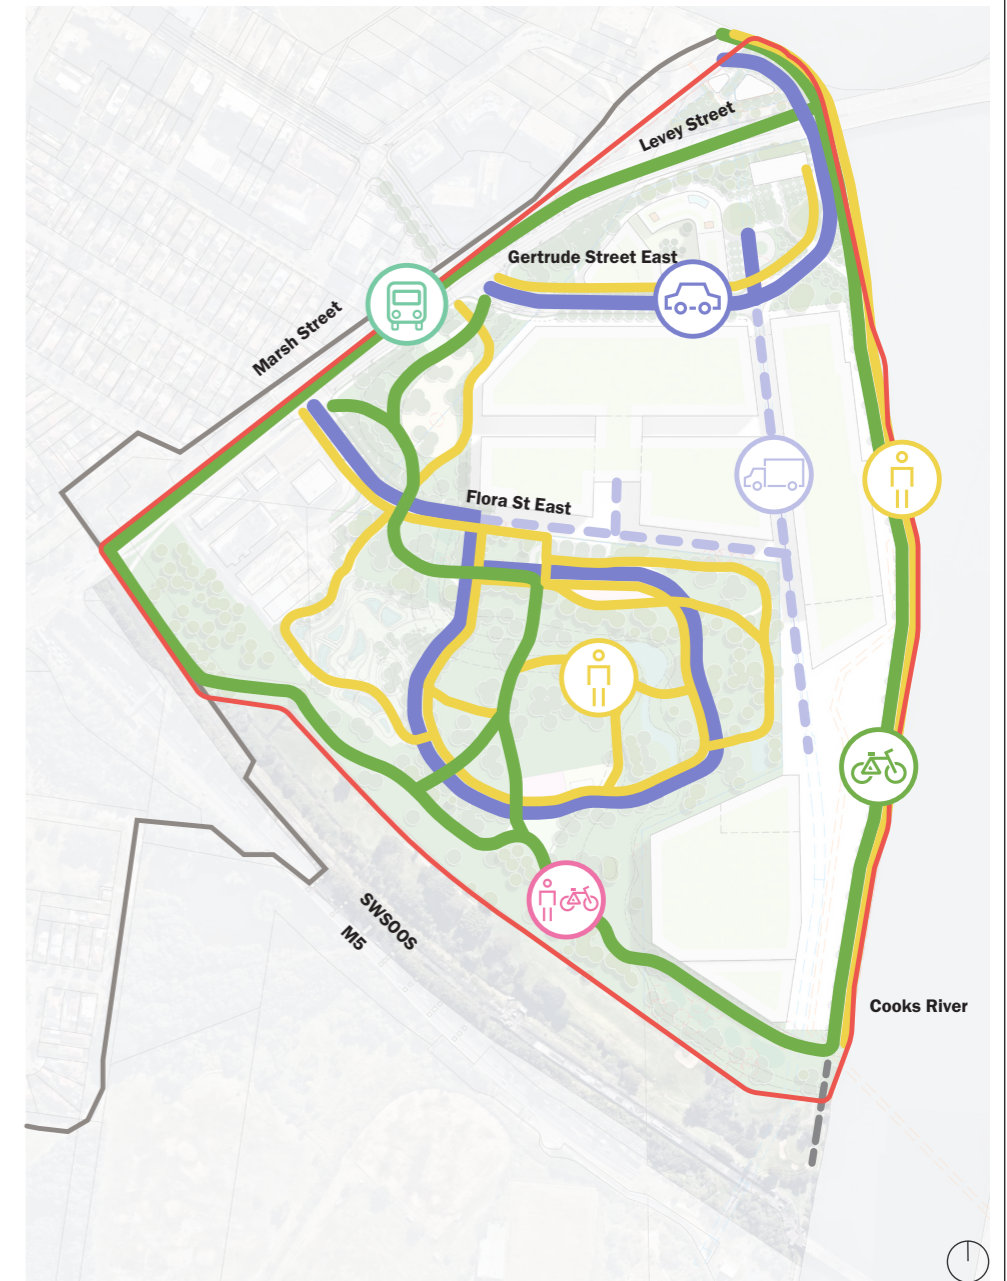 Levey Street
Gertrude Street East
Marsh Street
Flora St East
SWSOOS
M5
Cooks River